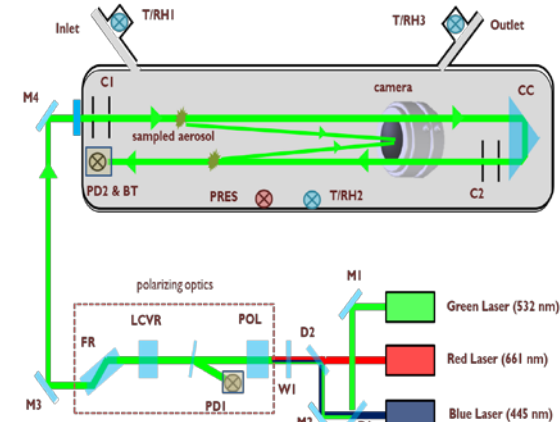 T/RH1
T/RH3
Inlet
Outlet
camera
M4
C1
CC
sampled aerosol
PD2 & BT
C2
PRES
T/RH2
polarizing optics
M1
LCVR
POL
Green Laser (532 nm)
FR
D2
Red Laser (661 nm)
W1
M3
PD1
Blue Laser (445 nm)